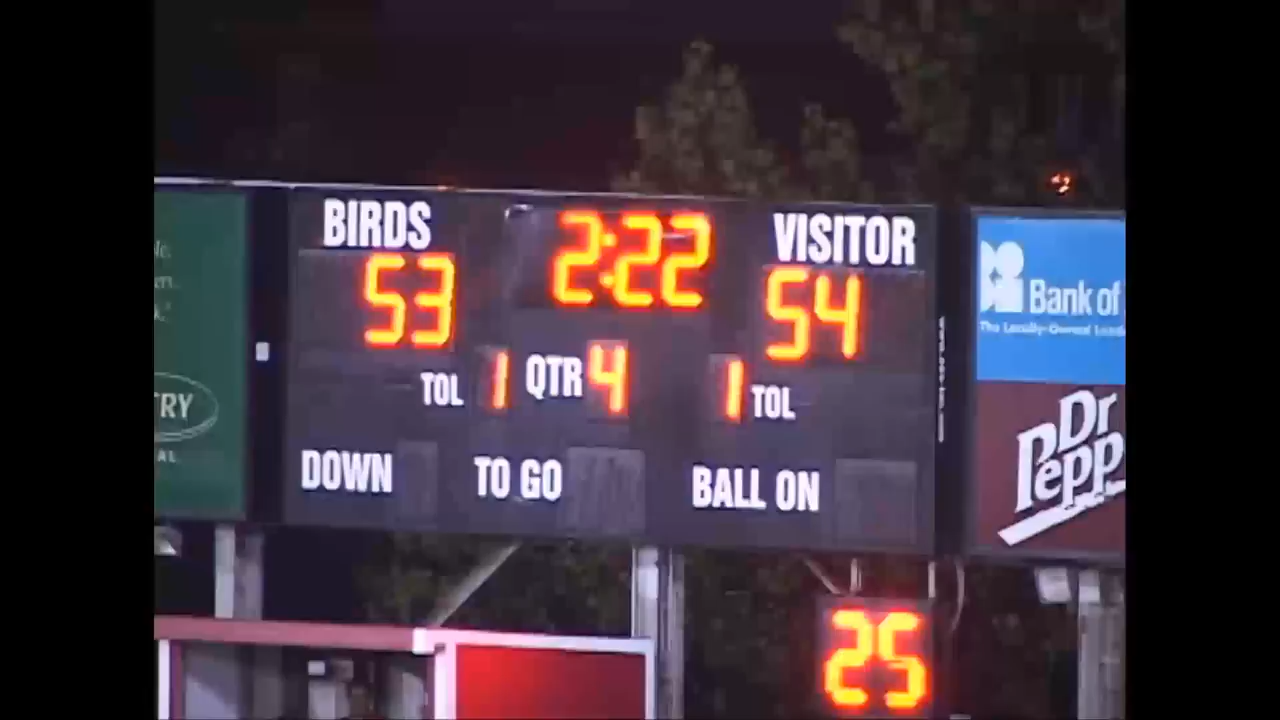 BIRDS 2:22 VISITOR
53 54
TOL 1 QTR 4 1 TOL
DOWN TO GO BALL ON
25
Bank of
Dr
Pepp
TRY